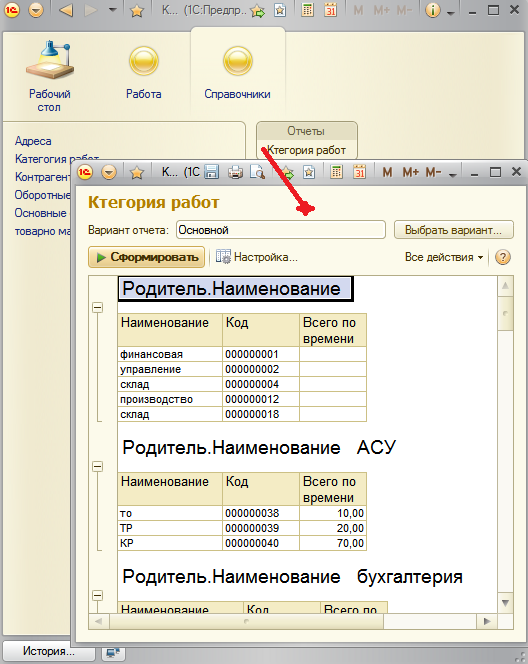 К... (1С:Предпр...
31
Рабочий
стол
Работа
Справочники
Адреса
Категогия работ
Контрагент
Оборотные
Основные
товарно ма
Отчеты
Ктегория работ
К... (1С
31 M M+ M-
Ктегория работ
Вариант отчета: Основной Выбрать вариант...
Сформировать Настройка... Все действия ?
Родитель.Наименование
Наименование Код Всего по
времени
финансовая 000000001
управление 000000002
склад 000000004
производство 000000012
склад 000000018
Родитель.Наименование АСУ
Наименование Код Всего по
времени
то 000000038 10,00
ТР 000000039 20,00
КР 000000040 70,00
Родитель.Наименование бухгалтерия
Наименование Код Всего по
История...